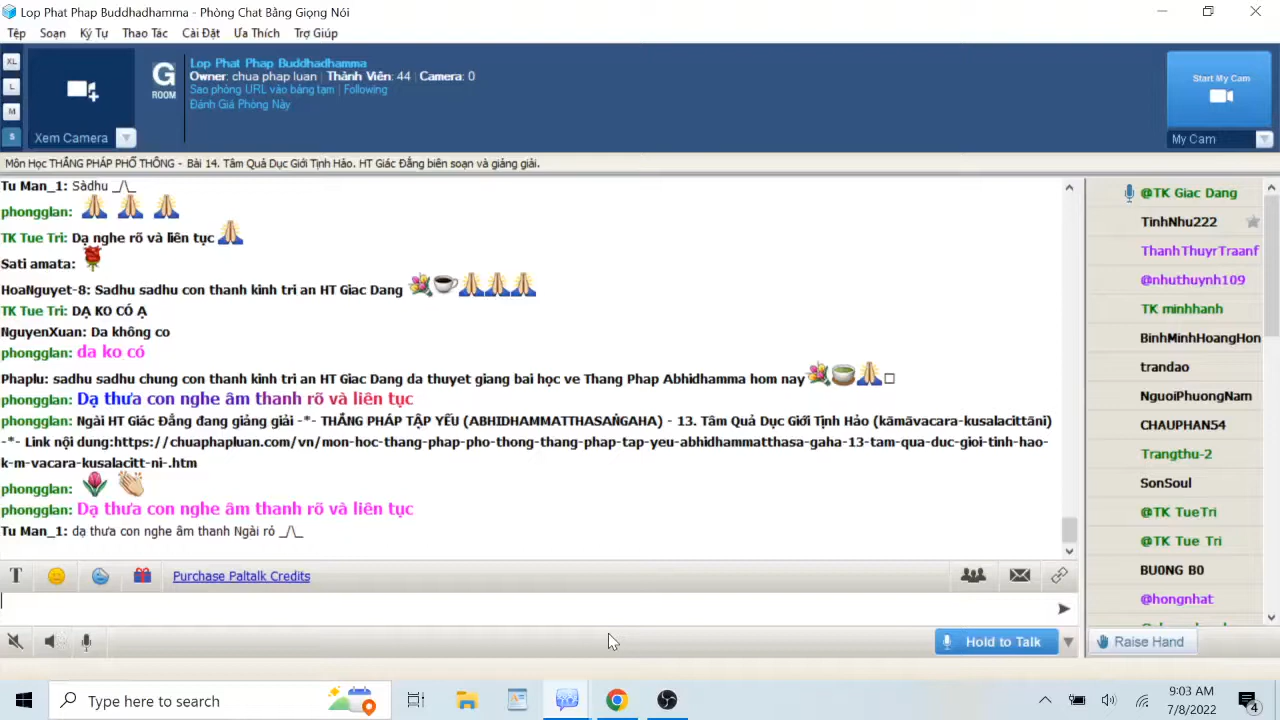 Lop Phat Phap Buddhadhamma - Phòng Chat Bằng Giọng Nói
Tệp Soạn Ký Tự Thao Tác Cài Đặt Ưa Thích Trợ Giúp
XL
L
M
S
Xem Camera
G
ROOM
Lop Phat Phap Buddhadhamma
Owner: chua phap luan | Thành Viên: 44 | Camera: 0
Sao phòng URL vào bảng tạm | Following
Đánh Giá Phòng Này
Start My Cam
My Cam
Môn Học THẮNG PHÁP PHỔ THÔNG - Bài 14. Tâm Quả Dục Giới Tịnh Hảo. HT Giác Đẳng biên soạn và giảng giải.
Tu Man_1: Sàdhu _/\_
phongglan:
TK Tue Tri: Dạ nghe rõ và liên tục
Sati amata:
HoaNguyet-8: Sadhu sadhu con thanh kinh tri an HT Giac Dang
TK Tue Tri: DẠ KO CÓ Ạ
NguyenXuan: Da không co
phongglan: da ko có
Phaplu: sadhu sadhu chung con thanh kinh tri an HT Giac Dang da thuyet giang bai học ve Thang Phap Abhidhamma hom nay
phongglan: Dạ thưa con nghe âm thanh rõ và liên tục
phongglan: Ngài HT Giác Đẳng đang giảng giải -*- THẮNG PHÁP TẬP YẾU (ABHIDHAMMATTHASAṄGAHA) - 13. Tâm Quả Dục Giới Tịnh Hảo (kāmāvacara-kusalacittāni)
-*- Link nội dung:https://chuaphapluan.com/vn/mon-hoc-thang-phap-pho-thong-thang-phap-tap-yeu-abhidhammatthasa-gaha-13-tam-qua-duc-gioi-tinh-hao-
k-m-vacara-kusalacitt-ni-.htm
phongglan:
phongglan: Dạ thưa con nghe âm thanh rõ và liên tục
Tu Man_1: dạ thưa con nghe âm thanh Ngài rỏ _/\_
@TK Giac Dang
TinhNhu222
ThanhThuyrTraanf
@nhuthuynh109
TK minhhanh
BinhMinhHoangHon
trandao
NguoiPhuongNam
CHAUPHAN54
Trangthu-2
SonSoul
@TK TueTri
@TK Tue Tri
BU0NG B0
@hongnhat
T Purchase Paltalk Credits
Hold to Talk
Raise Hand
Type here to search
9:03 AM
7/8/2022
4